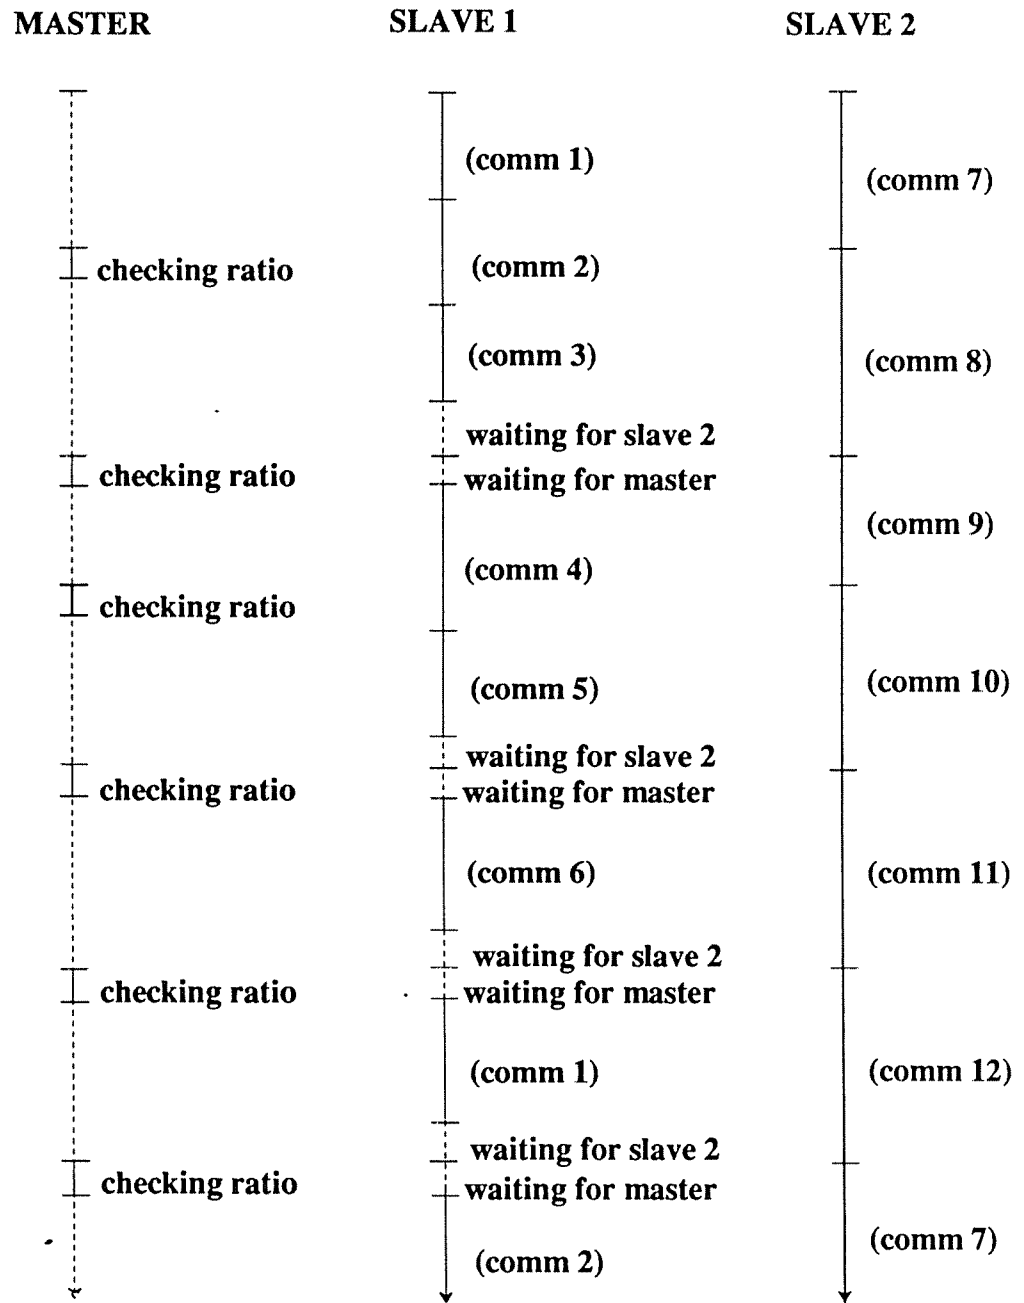 MASTER
SLAVE 1
SLAVE 2
(comm 1)
(comm 7)
checking ratio
(comm 2)
(comm 3)
(comm 8)
waiting for slave 2
checking ratio
waiting for master
(comm 9)
(comm 4)
checking ratio
(comm 5)
(comm 10)
waiting for slave 2
checking ratio
waiting for master
(comm 6)
(comm 11)
waiting for slave 2
checking ratio
waiting for master
(comm 1)
(comm 12)
waiting for slave 2
checking ratio
waiting for master
(comm 7)
(comm 2)